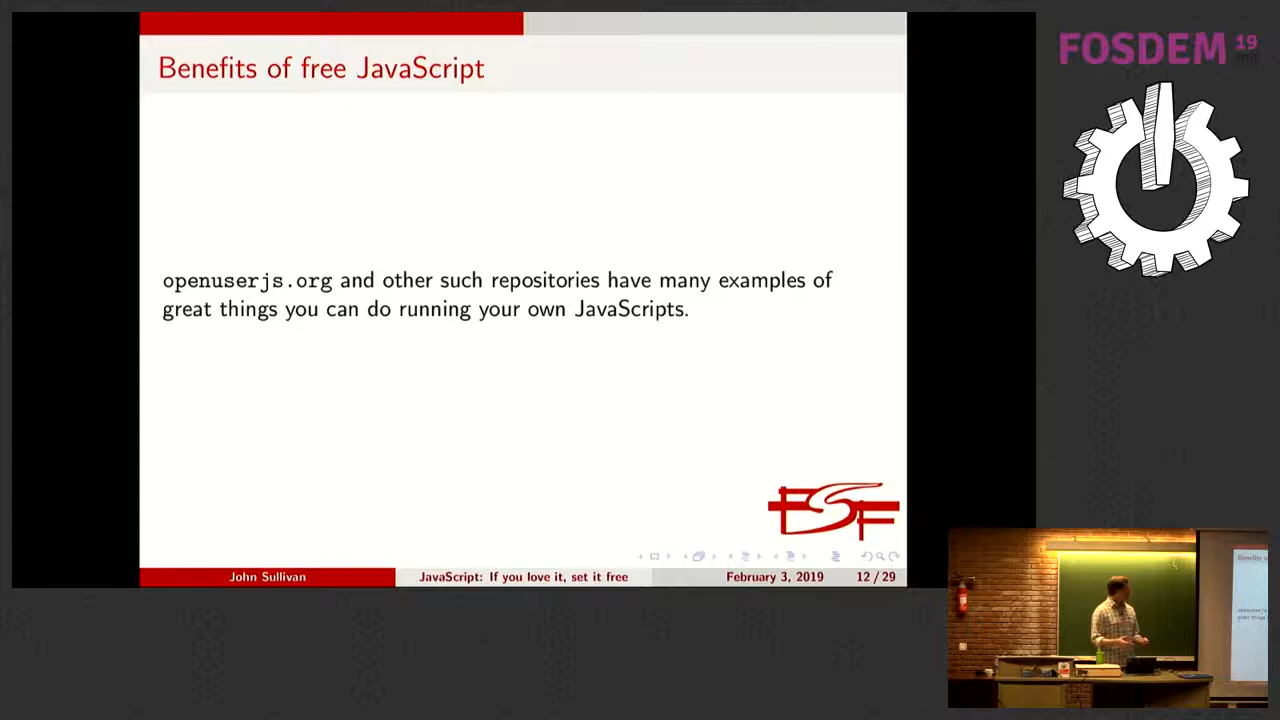 Benefits of free JavaScript
openuserjs.org and other such repositories have many examples of
great things you can do running your own JavaScripts.
FSF
John Sullivan
JavaScript: If you love it, set it free
February 3, 2019
12 / 29
FOSDEM 19